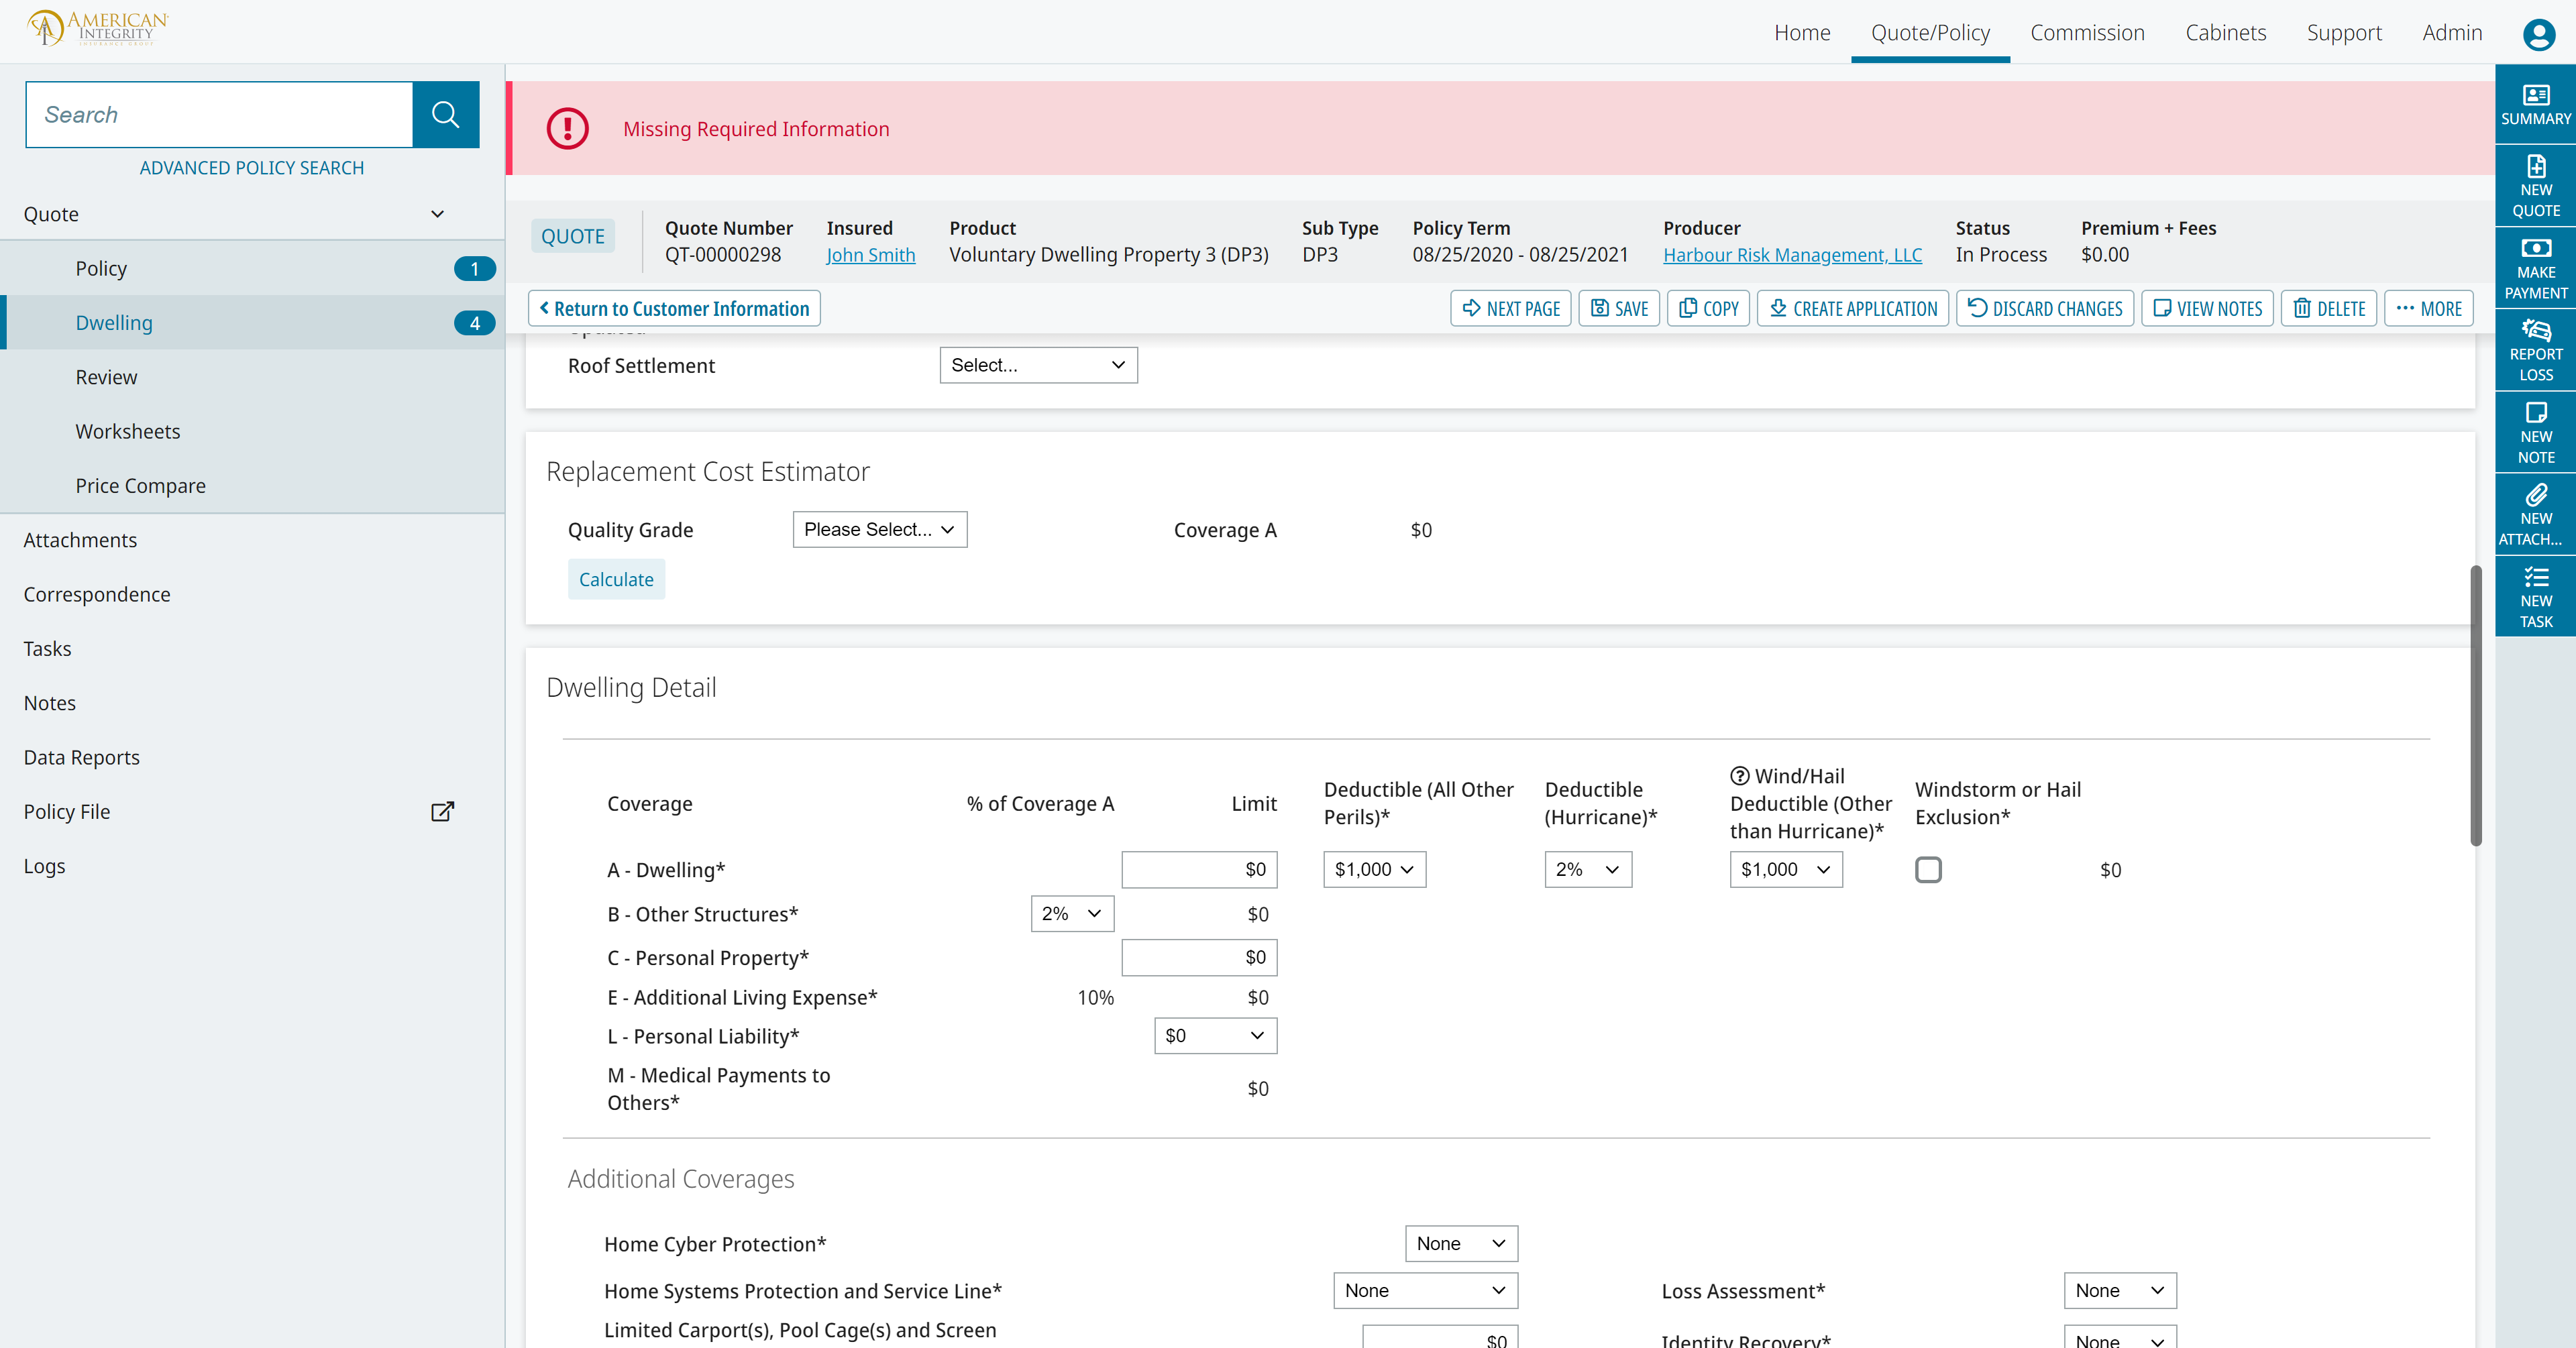 AMERICAN
INTEGRITY
INSURANCE GROUP
Home
Quote/Policy
Commission
Cabinets
Support
Admin
Search
ADVANCED POLICY SEARCH
Quote
Policy 1
Dwelling 4
Review
Worksheets
Price Compare
Attachments
Correspondence
Tasks
Notes
Data Reports
Policy File
Logs
Missing Required Information
QUOTE
Quote Number Insured Product Sub Type Policy Term Producer Status Premium + Fees
QT-00000298 John Smith Voluntary Dwelling Property 3 (DP3) DP3 08/25/2020 - 08/25/2021 Harbour Risk Management, LLC In Process $0.00
Return to Customer Information
NEXT PAGE
SAVE
COPY
CREATE APPLICATION
DISCARD CHANGES
VIEW NOTES
DELETE
MORE
Roof Settlement Select...
Replacement Cost Estimator
Quality Grade Please Select... Coverage A $0
Calculate
Dwelling Detail
Coverage
% of Coverage A
Limit
Deductible (All Other
Perils)*
Deductible
(Hurricane)*
Wind/Hail
Deductible (Other
than Hurricane)*
Windstorm or Hail
Exclusion*
A - Dwelling* $0 $1,000 2% $1,000 $0
B - Other Structures* 2% $0
C - Personal Property* $0
E - Additional Living Expense* 10% $0
L - Personal Liability* $0
M - Medical Payments to
Others*
$0
Additional Coverages
Home Cyber Protection* None
Home Systems Protection and Service Line* None Loss Assessment* None
Limited Carport(s), Pool Cage(s) and Screen
$0
Identity Recovery* None
SUMMARY
NEW
QUOTE
MAKE
PAYMENT
REPORT
LOSS
NEW
NOTE
NEW
ATTACH...
NEW
TASK